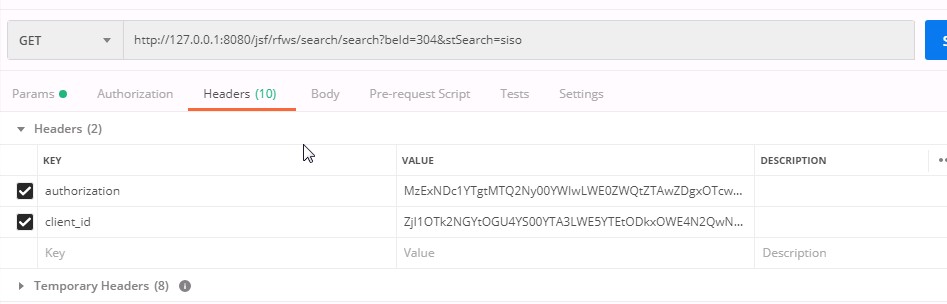 GET http://127.0.0.1:8080/jsf/rfws/search/search?beId=304&stSearch=siso S
Params Authorization Headers (10) Body Pre-request Script Tests Settings
Headers (2)
KEY VALUE DESCRIPTION
authorization MzExNDc1YTgtMTQ2Ny00YWIwLWE0ZWQtZTAwZDgxOTcw...
client_id ZjI1OTk2NGYtOGU4YS00YTA3LWE5YTEtODkxOWE4N2QwN...
Key Value Description
Temporary Headers (8)